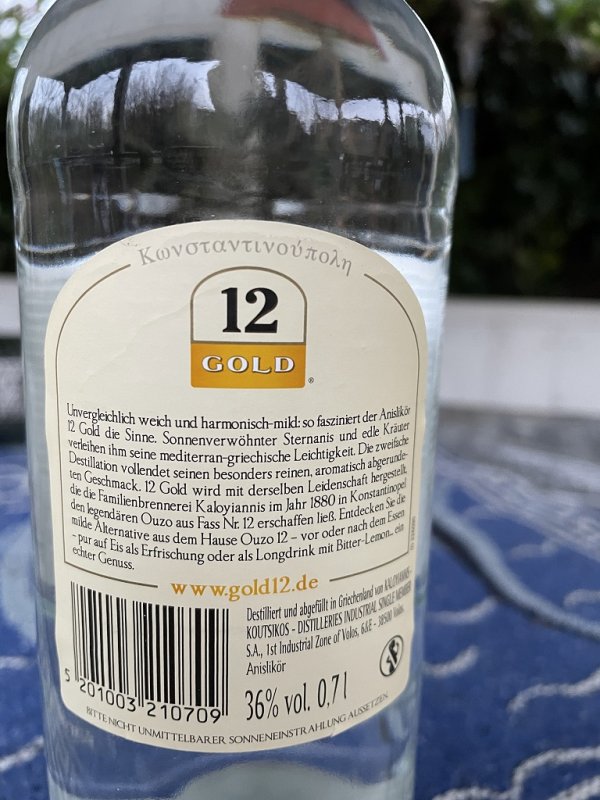 Κωνσταντινούπολη
12
GOLD
Unvergleichlich weich und harmonisch-mild: so fasziniert der Anislikör
12 Gold die Sinne. Sonnenverwöhnter Sternanis und edle Kräuter
verleihen ihm seine mediterran-griechische Leichtigkeit. Die zweifache
Destillation vollendet seinen besonders reinen, aromatisch abgerunde-
ten Geschmack. 12 Gold wird mit derselben Leidenschaft hergestellt,
die die Familienbrennerei Kaloyiannis im Jahr 1880 in Konstantinopel
den legendären Ouzo aus Fass Nr. 12 erschaffen ließ. Entdecken Sie die
milde Alternative aus dem Hause Ouzo 12 – vor oder nach dem Essen
- pur auf Eis als Erfrischung oder als Longdrink mit Bitter-Lemon... ein
echter Genuss.
www.gold12.de
Destilliert und abgefüllt in Griechenland von KALOYIANNIS -
KOUTSIKOS - DISTILLERIES INDUSTRIAL SINGLE MEMBER
S.A., 1st Industrial Zone of Volos, 6&E - 38500 Volos.
Anislikör
36% vol. 0,7 l
5 201003 210709
BITTE NICHT UNMITTELBARER SONNENEINSTRAHLUNG AUSSETZEN.